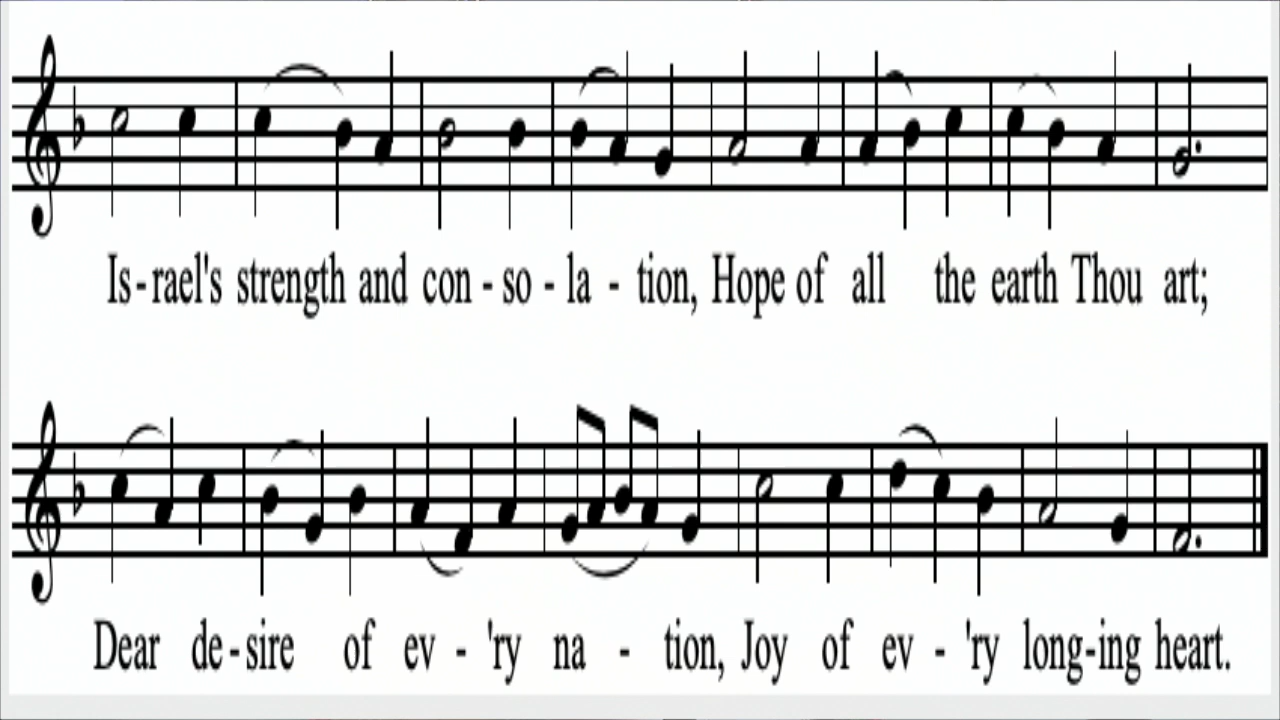 Is-rael's strength and con - so - la - tion, Hope of all the earth Thou art;
Dear de-sire of ev - 'ry na - tion, Joy of ev - 'ry long-ing heart.